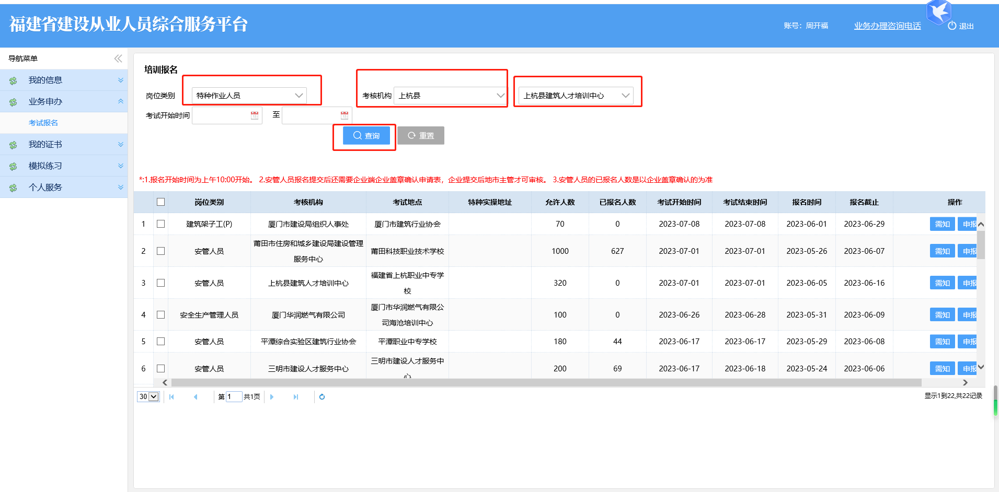 福建省建设从业人员综合服务平台
账号：周开福
业务办理咨询电话
退出
导航菜单
我的信息
业务申办
考试报名
我的证书
模拟练习
个人服务
培训报名
岗位类别 特种作业人员 考核机构 上杭县 上杭县建筑人才培训中心
考试开始时间 至
查询 重置
*:1.报名开始时间为上午10:00开始。 2.安管人员报名提交后还需要企业端企业盖章确认申请表，企业提交后地市主管才可审核。 3.安管人员的已报名人数是以企业盖章确认的为准
岗位类别 考核机构 考试地点 特种实操地址 允许人数 已报名人数 考试开始时间 考试结束时间 报名时间 报名截止 操作
1 建筑架子工(P) 厦门市建设局组织人事处 厦门市建筑行业协会 70 0 2023-07-08 2023-07-08 2023-06-01 2023-06-29 需知 申报
2 安管人员 莆田市住房和城乡建设局建设管理
服务中心 莆田科技职业技术学校 1000 627 2023-07-01 2023-07-01 2023-05-26 2023-06-07 需知 申报
3 安管人员 上杭县建筑人才培训中心 福建省上杭职业中专学
校 320 0 2023-07-01 2023-07-01 2023-06-05 2023-06-16 需知 申报
4 安全生产管理人员 厦门华润燃气有限公司 厦门市华润燃气有限公
司海沧培训中心 100 0 2023-06-26 2023-06-28 2023-05-31 2023-06-09 需知 申报
5 安管人员 平潭综合实验区建筑行业协会 平潭职业中专学校 180 44 2023-06-17 2023-06-17 2023-05-29 2023-06-08 需知 申报
6 安管人员 三明市建设人才服务中心 三明市建设人才服务中
心 200 69 2023-06-17 2023-06-18 2023-05-24 2023-06-06 需知 申报
30 第 1 共1页
显示1到22,共22记录